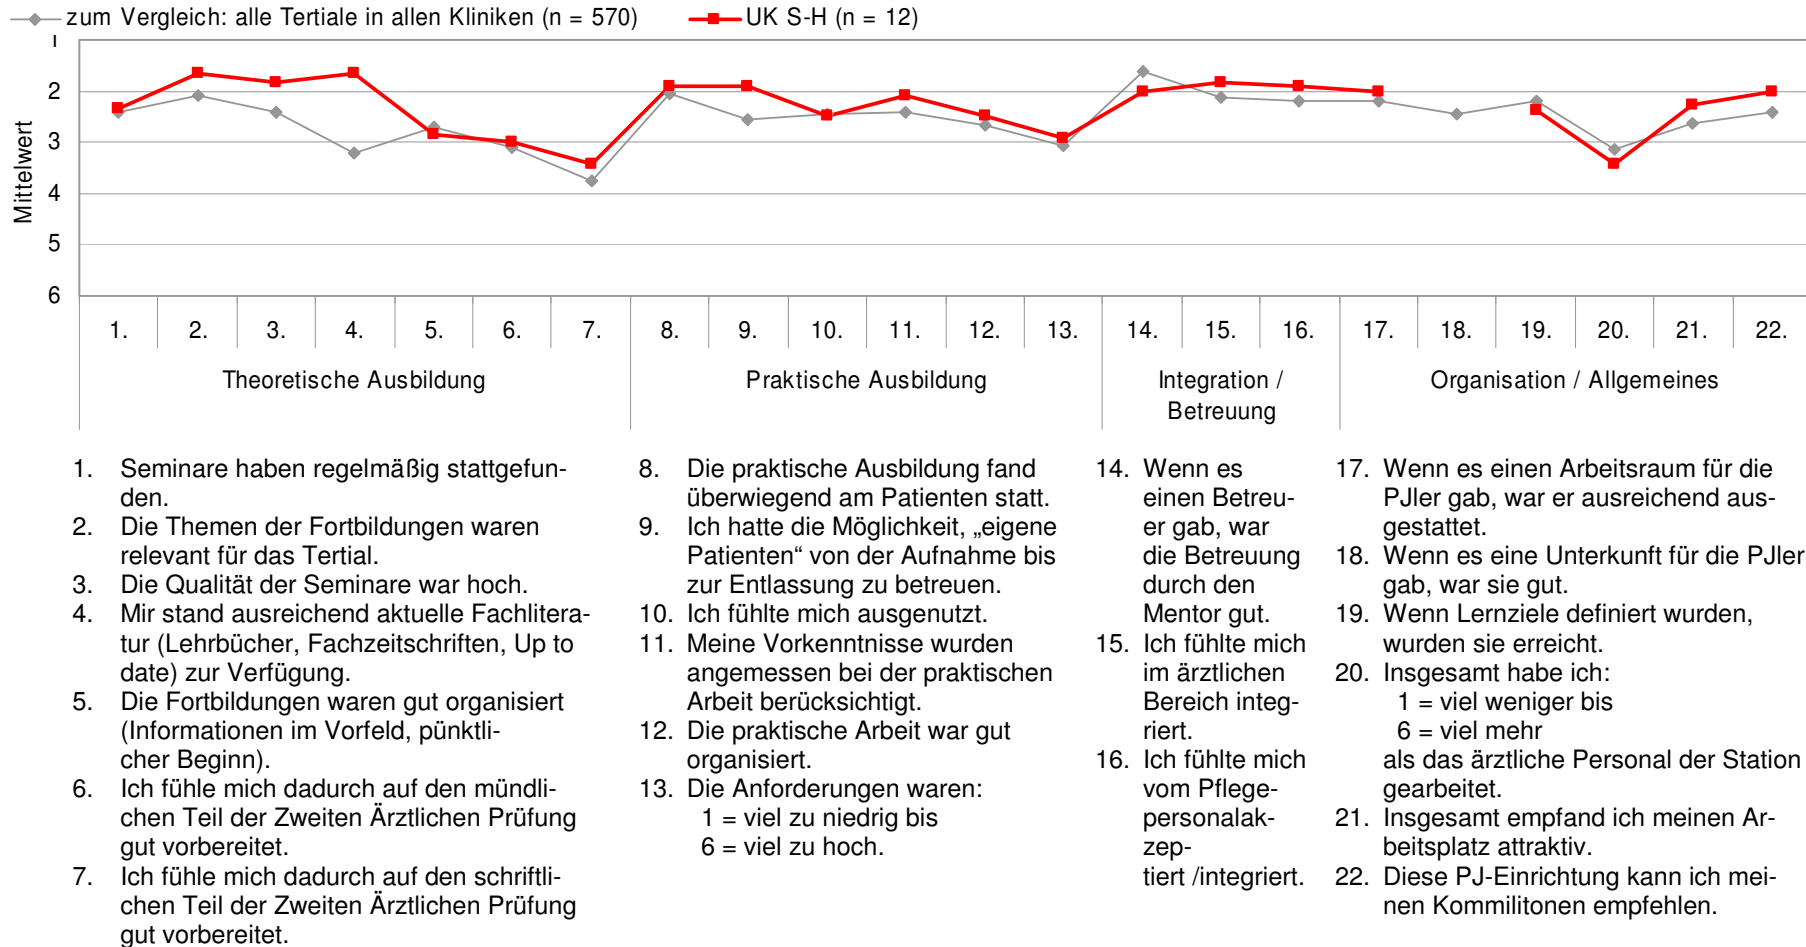 zum Vergleich: alle Tertiale in allen Kliniken (n = 570)
UK S-H (n = 12)
Mittelwert
1
2
3
4
5
6
1. 2. 3. 4. 5. 6. 7. 8. 9. 10. 11. 12. 13. 14. 15. 16. 17. 18. 19. 20. 21. 22.
Theoretische Ausbildung
Praktische Ausbildung
Integration /
Betreuung
Organisation / Allgemeines
1. Seminare haben regelmäßig stattgefun-
den.
2. Die Themen der Fortbildungen waren
relevant für das Tertial.
3. Die Qualität der Seminare war hoch.
4. Mir stand ausreichend aktuelle Fachlitera-
tur (Lehrbücher, Fachzeitschriften, Up to
date) zur Verfügung.
5. Die Fortbildungen waren gut organisiert
(Informationen im Vorfeld, pünktli-
cher Beginn).
6. Ich fühle mich dadurch auf den mündli-
chen Teil der Zweiten Ärztlichen Prüfung
gut vorbereitet.
7. Ich fühle mich dadurch auf den schriftli-
chen Teil der Zweiten Ärztlichen Prüfung
gut vorbereitet.
8. Die praktische Ausbildung fand
überwiegend am Patienten statt.
9. Ich hatte die Möglichkeit, „eigene
Patienten“ von der Aufnahme bis
zur Entlassung zu betreuen.
10. Ich fühlte mich ausgenutzt.
11. Meine Vorkenntnisse wurden
angemessen bei der praktischen
Arbeit berücksichtigt.
12. Die praktische Arbeit war gut
organisiert.
13. Die Anforderungen waren:
1 = viel zu niedrig bis
6 = viel zu hoch.
14. Wenn es
einen Betreu-
er gab, war
die Betreuung
durch den
Mentor gut.
15. Ich fühlte mich
im ärztlichen
Bereich integ-
riert.
16. Ich fühlte mich
vom Pflege-
personalak-
zep-
tiert /integriert.
17. Wenn es einen Arbeitsraum für die
PJler gab, war er ausreichend aus-
gestattet.
18. Wenn es eine Unterkunft für die PJler
gab, war sie gut.
19. Wenn Lernziele definiert wurden,
wurden sie erreicht.
20. Insgesamt habe ich:
1 = viel weniger bis
6 = viel mehr
als das ärztliche Personal der Station
gearbeitet.
21. Insgesamt empfand ich meinen Ar-
beitsplatz attraktiv.
22. Diese PJ-Einrichtung kann ich mei-
nen Kommilitonen empfehlen.